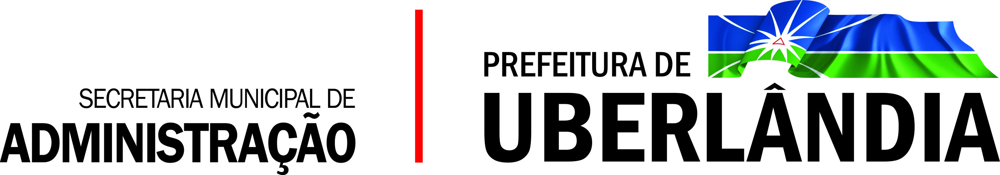 SECRETARIA MUNICIPAL DE
ADMINISTRAÇÃO
PREFEITURA DE
UBERLÂNDIA